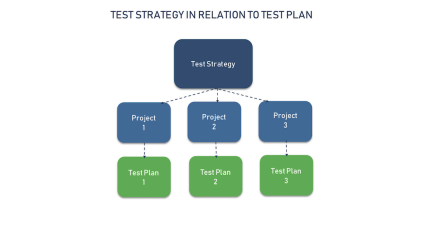 TEST STRATEGY IN RELATION TO TEST PLAN
Test Strategy
Project
1
Project
2
Project
3
Test Plan
1
Test Plan
2
Test Plan
3